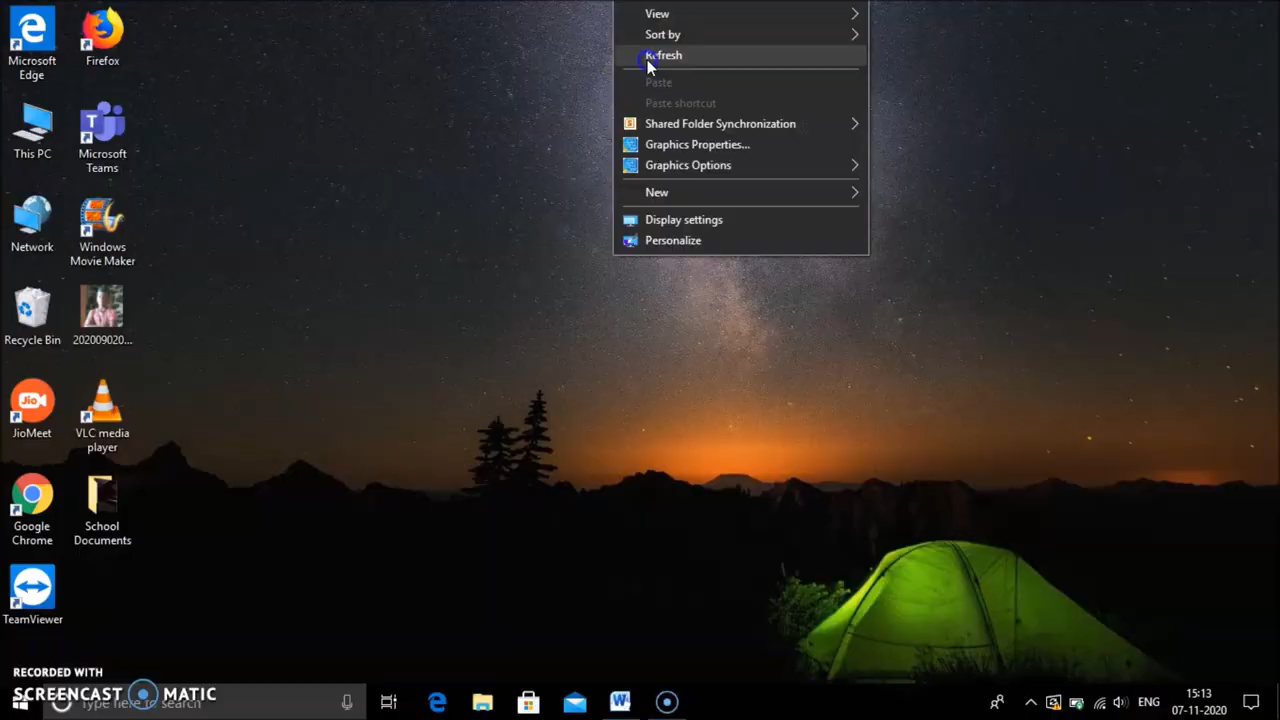 Microsoft
Edge
Firefox
This PC
Microsoft
Teams
Network
Windows
Movie Maker
Recycle Bin
202009020...
JioMeet
Jio
VLC media
player
Google
Chrome
School
Documents
TeamViewer
View
Sort by
Refresh
Paste
Paste shortcut
Shared Folder Synchronization
Graphics Properties...
Graphics Options
New
Display settings
Personalize
RECORDED WITH
SCREENCAST MATIC
Type here to search
ENG
15:13
07-11-2020